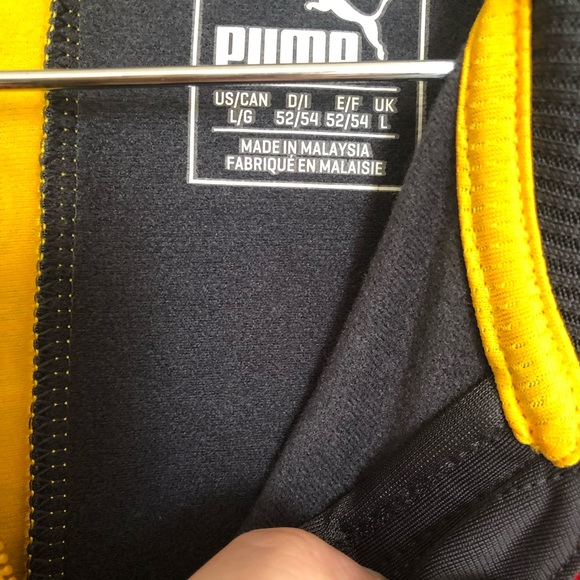 PUMA
US/CAN D/I E/F UK
L/G 52/54 52/54 L
MADE IN MALAYSIA
FABRIQUÉ EN MALAISIE